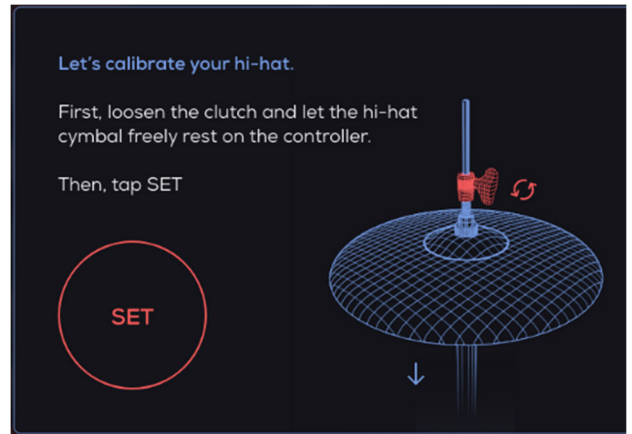 Let's calibrate your hi-hat.
First, loosen the clutch and let the hi-hat
cymbal freely rest on the controller.
Then, tap SET
SET